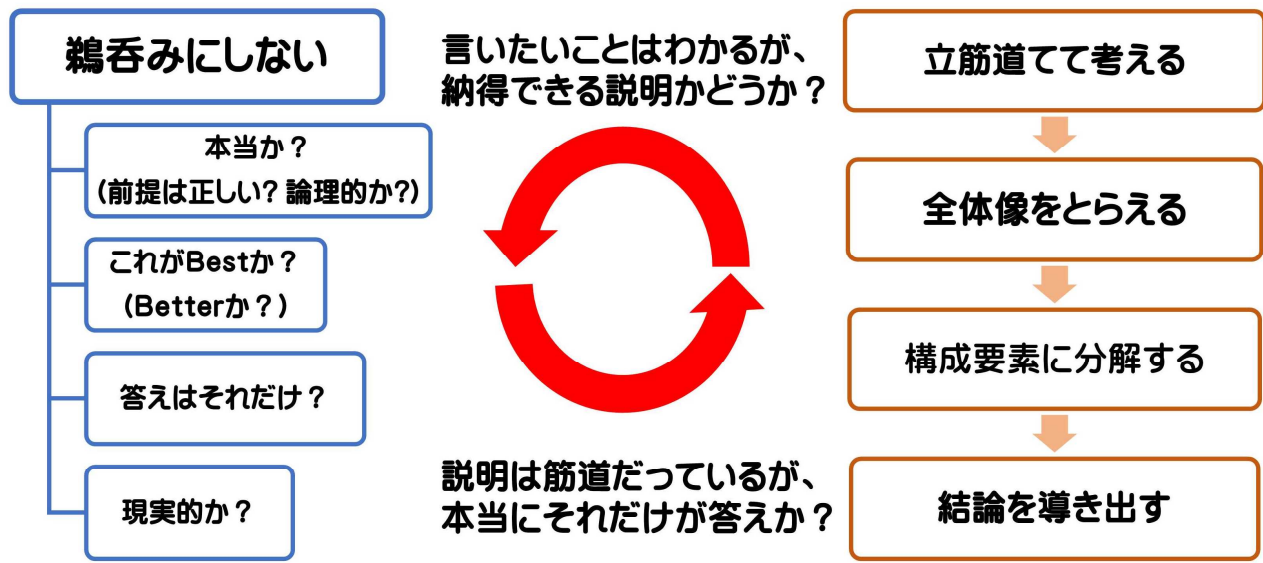 鵜呑みにしない
本当か？
(前提は正しい？ 論理的か？)
これがBestか？
（Betterか？）
答えはそれだけ？
現実的か？
言いたいことはわかるが、
納得できる説明かどうか？
説明は筋道だっているが、
本当にそれだけが答えか？
立筋道てて考える
全体像をとらえる
構成要素に分解する
結論を導き出す